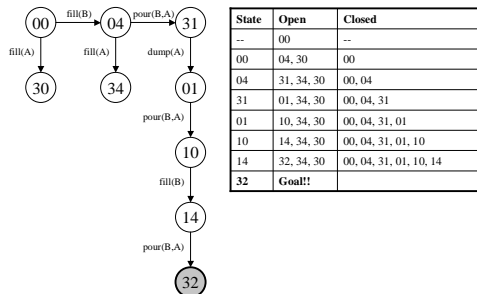 00 fill(B) 04 pour(B,A) 31
fill(A) fill(A) dump(A)
30 34 01
pour(B,A)
10
fill(B)
14
pour(B,A)
32
State Open Closed
-- 00 --
00 04, 30 00
04 31, 34, 30 00, 04
31 01, 34, 30 00, 04, 31
01 10, 34, 30 00, 04, 31, 01
10 14, 34, 30 00, 04, 31, 01, 10
14 32, 34, 30 00, 04, 31, 01, 10, 14
32 Goal!!